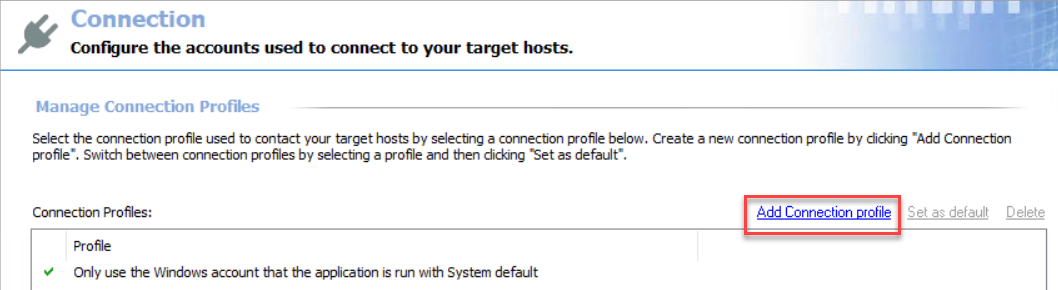 Connection
Configure the accounts used to connect to your target hosts.
Manage Connection Profiles
Select the connection profile used to contact your target hosts by selecting a connection profile below. Create a new connection profile by clicking "Add Connection
profile". Switch between connection profiles by selecting a profile and then clicking "Set as default".
Connection Profiles: Add Connection profile Set as default Delete
Profile
Only use the Windows account that the application is run with System default